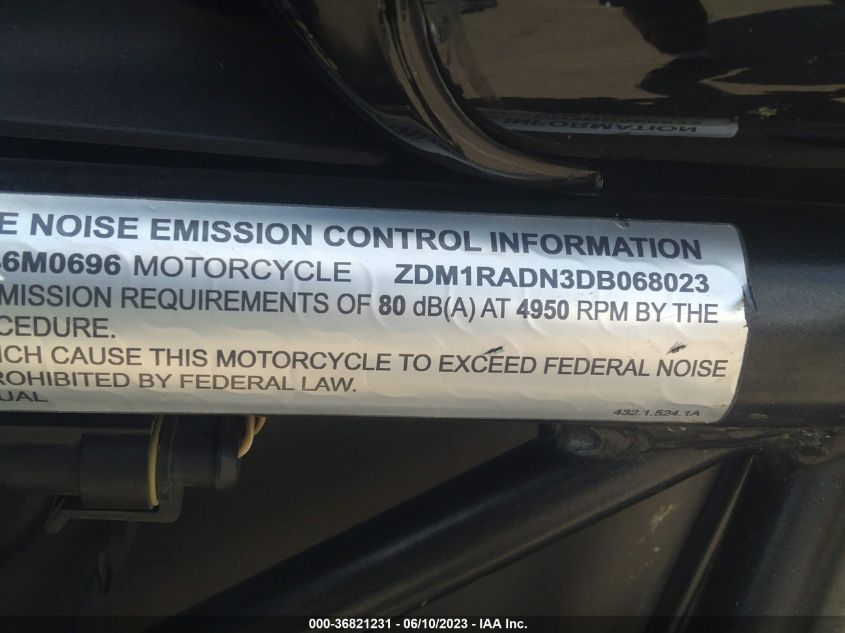 INFORMATION
E NOISE EMISSION CONTROL INFORMATION
6M0696 MOTORCYCLE ZDM1RADN3DB068023
MISSION REQUIREMENTS OF 80 dB(A) AT 4950 RPM BY THE
CEDURE.
CH CAUSE THIS MOTORCYCLE TO EXCEED FEDERAL NOISE
ROHIBITED BY FEDERAL LAW.
UAL
432.1.524.1A
000-36821231 - 06/10/2023 - IAA Inc.